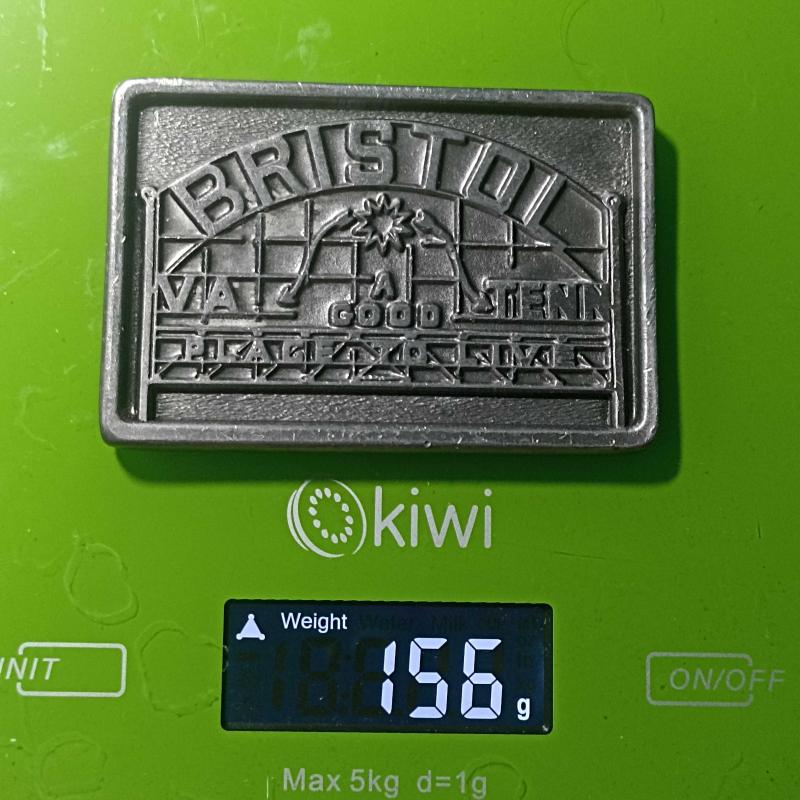 BRISTOL
VA TENN
A
GOOD
PLACE TO LIVE
kiwi
Weight
156 g
UNIT
ON/OFF
Max 5kg d=1g